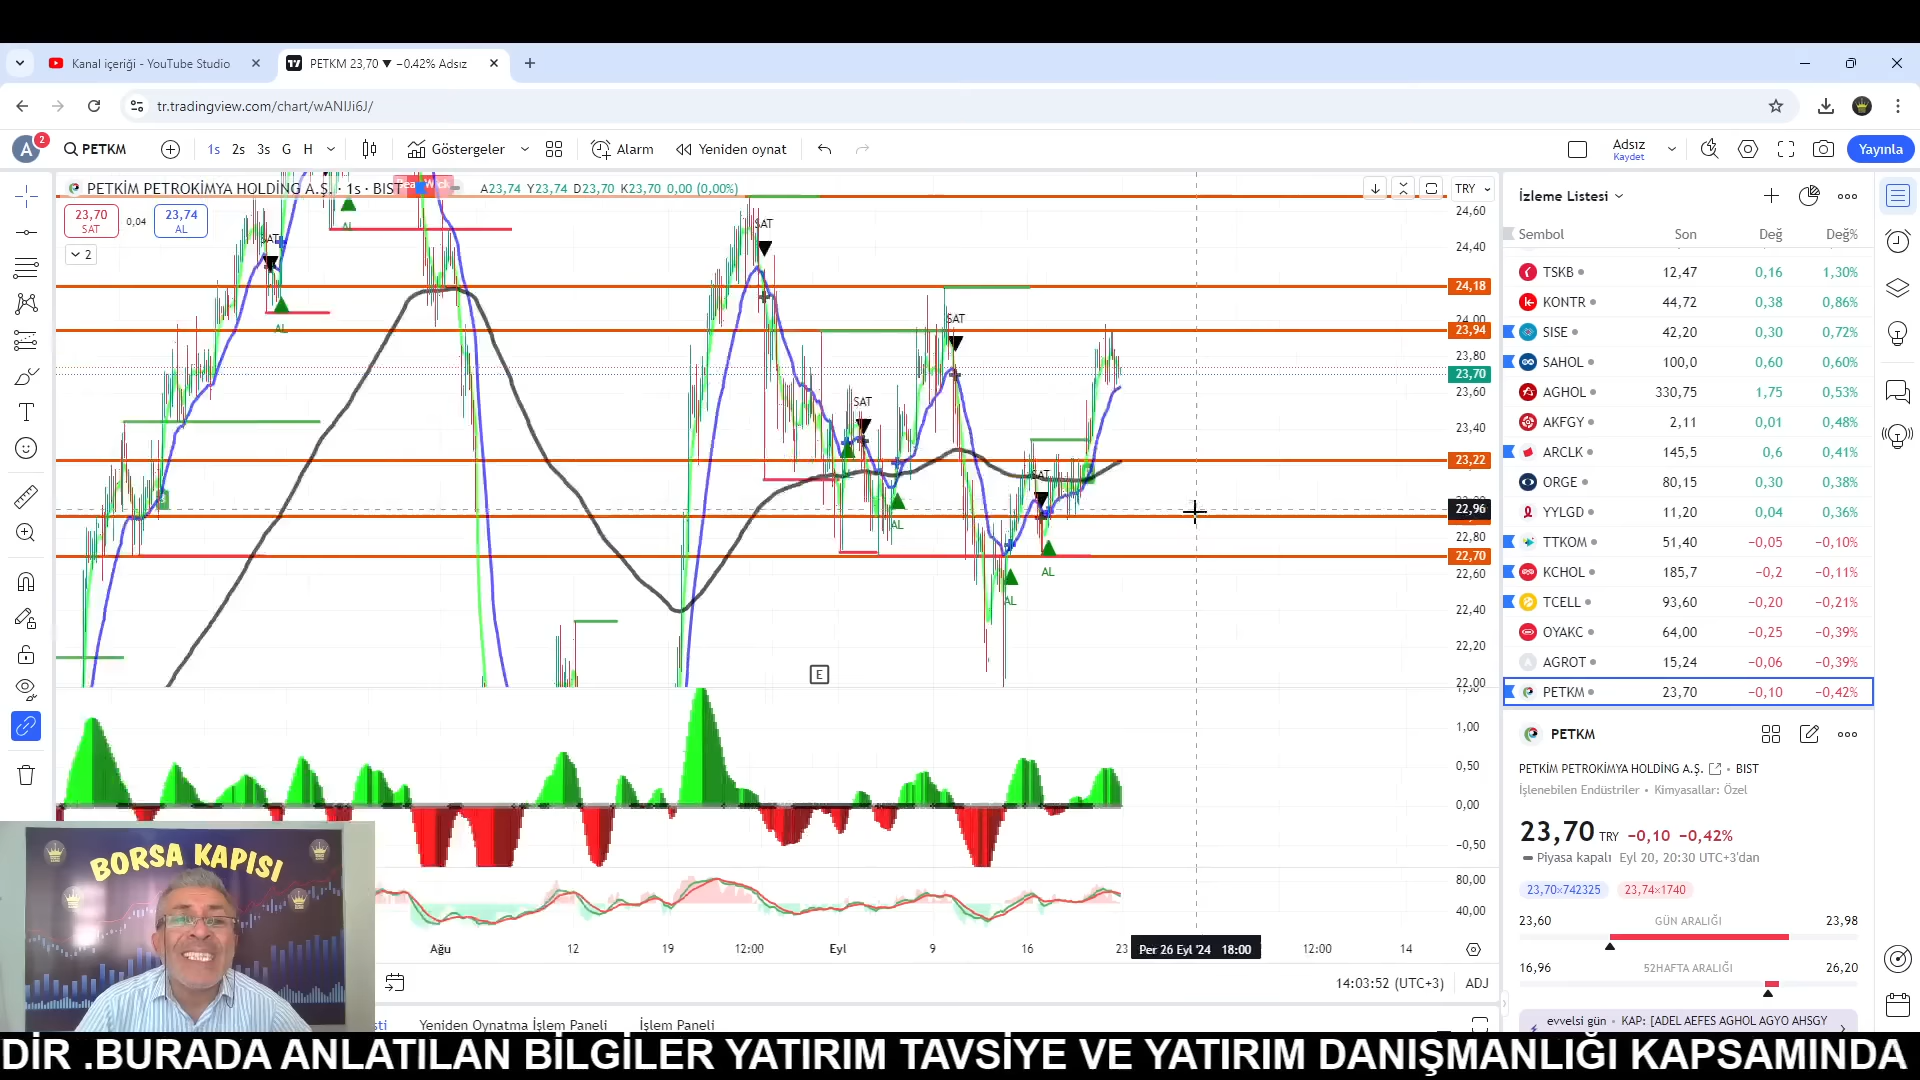 Kanal içeriği - YouTube Studio
PETKM 23,70 ▼ −0.42% Adsız
tr.tradingview.com/chart/wANIJi6J/
A 2
PETKM
1s 2s 3s G H
Göstergeler
Alarm
Yeniden oynat
Adsız
Kaydet
Yayınla
PETKİM PETROKİMYA HOLDİNG A.Ş. · 1s · BIST
A23,74 Y23,74 D23,70 K23,70 0,00 (0,00%)
TRY
23,70
SAT
0,04
23,74
AL
2
SAT
AL
AL
SAT
SAT
AL
SAT
SAT
AL
AL
E
24,60
24,40
24,18
24,00
23,94
23,80
23,70
23,60
23,40
23,22
22,96
22,80
22,70
22,60
22,40
22,20
22,00
1,00
0,50
0,00
−0,50
80,00
40,00
Ağu
12
19
12:00
Eyl
9
16
23
Per 26 Eyl '24 18:00
12:00
14
14:03:52 (UTC+3)
ADJ
Yeniden Oynatma İşlem Paneli
İşlem Paneli
İzleme Listesi
Sembol Son Değ Değ%
TSKB 12,47 0,16 1,30%
KONTR 44,72 0,38 0,86%
SISE 42,20 0,30 0,72%
SAHOL 100,0 0,60 0,60%
AGHOL 330,75 1,75 0,53%
AKFGY 2,11 0,01 0,48%
ARCLK 145,5 0,6 0,41%
ORGE 80,15 0,30 0,38%
YYLGD 11,20 0,04 0,36%
TTKOM 51,40 −0,05 −0,10%
KCHOL 185,7 −0,2 −0,11%
TCELL 93,60 −0,20 −0,21%
OYAKC 64,00 −0,25 −0,39%
AGROT 15,24 −0,06 −0,39%
PETKM 23,70 −0,10 −0,42%
PETKM
PETKİM PETROKİMYA HOLDİNG A.Ş. • BIST
İşlenebilen Endüstriler • Kimyasallar: Özel
23,70 TRY −0,10 −0,42%
Piyasa kapalı Eyl 20, 20:30 UTC+3'dan
23,70×742325 23,74×1740
23,60 GÜN ARALIĞI 23,98
16,96 52HAFTA ARALIĞI 26,20
evvelsi gün • KAP: [ADEL AEFES AGHOL AGYO AHSGY
BORSA KAPISI
DİR .BURADA ANLATILAN BİLGİLER YATIRIM TAVSİYE VE YATIRIM DANIŞMANLIĞI KAPSAMINDA